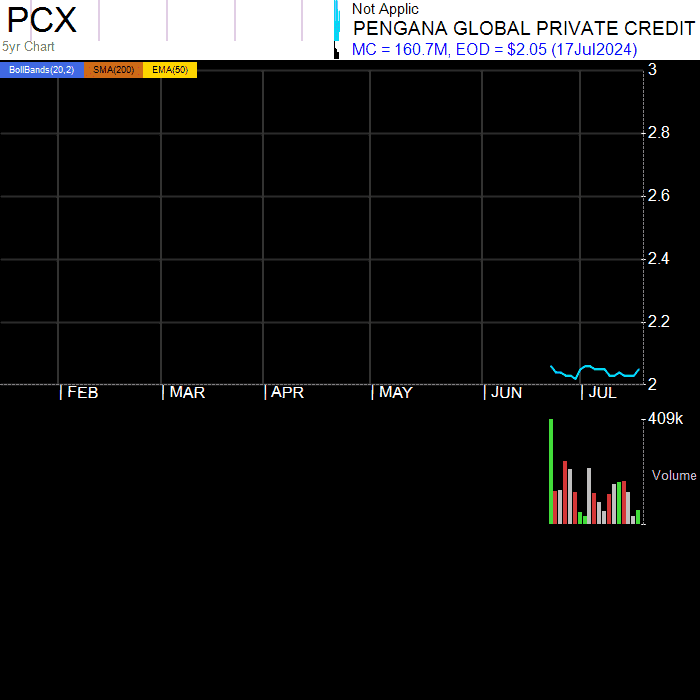 PCX
5yr Chart
Not Applic
PENGANA GLOBAL PRIVATE CREDIT
MC = 160.7M, EOD = $2.05 (17Jul2024)
BollBands(20,2) SMA(200) EMA(50)
3
2.8
2.6
2.4
2.2
2
FEB MAR APR MAY JUN JUL
409k
Volume